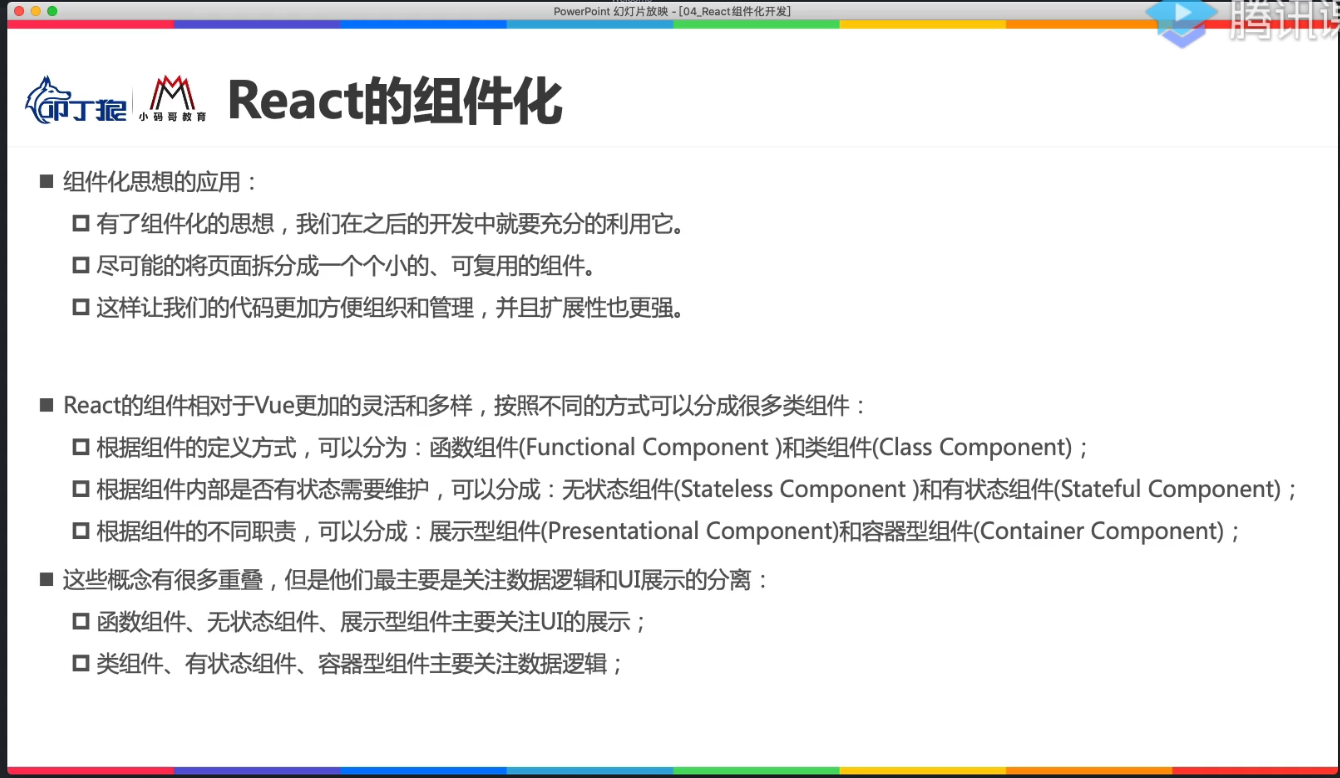 PowerPoint 幻灯片放映 - [04_React组件化开发]
腾讯课
叩丁狼
小码哥教育
React的组件化
组件化思想的应用：
有了组件化的思想，我们在之后的开发中就要充分的利用它。
尽可能的将页面拆分成一个个小的、可复用的组件。
这样让我们的代码更加方便组织和管理，并且扩展性也更强。
React的组件相对于Vue更加的灵活和多样，按照不同的方式可以分成很多类组件：
根据组件的定义方式，可以分为：函数组件(Functional Component )和类组件(Class Component)；
根据组件内部是否有状态需要维护，可以分成：无状态组件(Stateless Component )和有状态组件(Stateful Component)；
根据组件的不同职责，可以分成：展示型组件(Presentational Component)和容器型组件(Container Component)；
这些概念有很多重叠，但是他们最主要是关注数据逻辑和UI展示的分离：
函数组件、无状态组件、展示型组件主要关注UI的展示；
类组件、有状态组件、容器型组件主要关注数据逻辑；